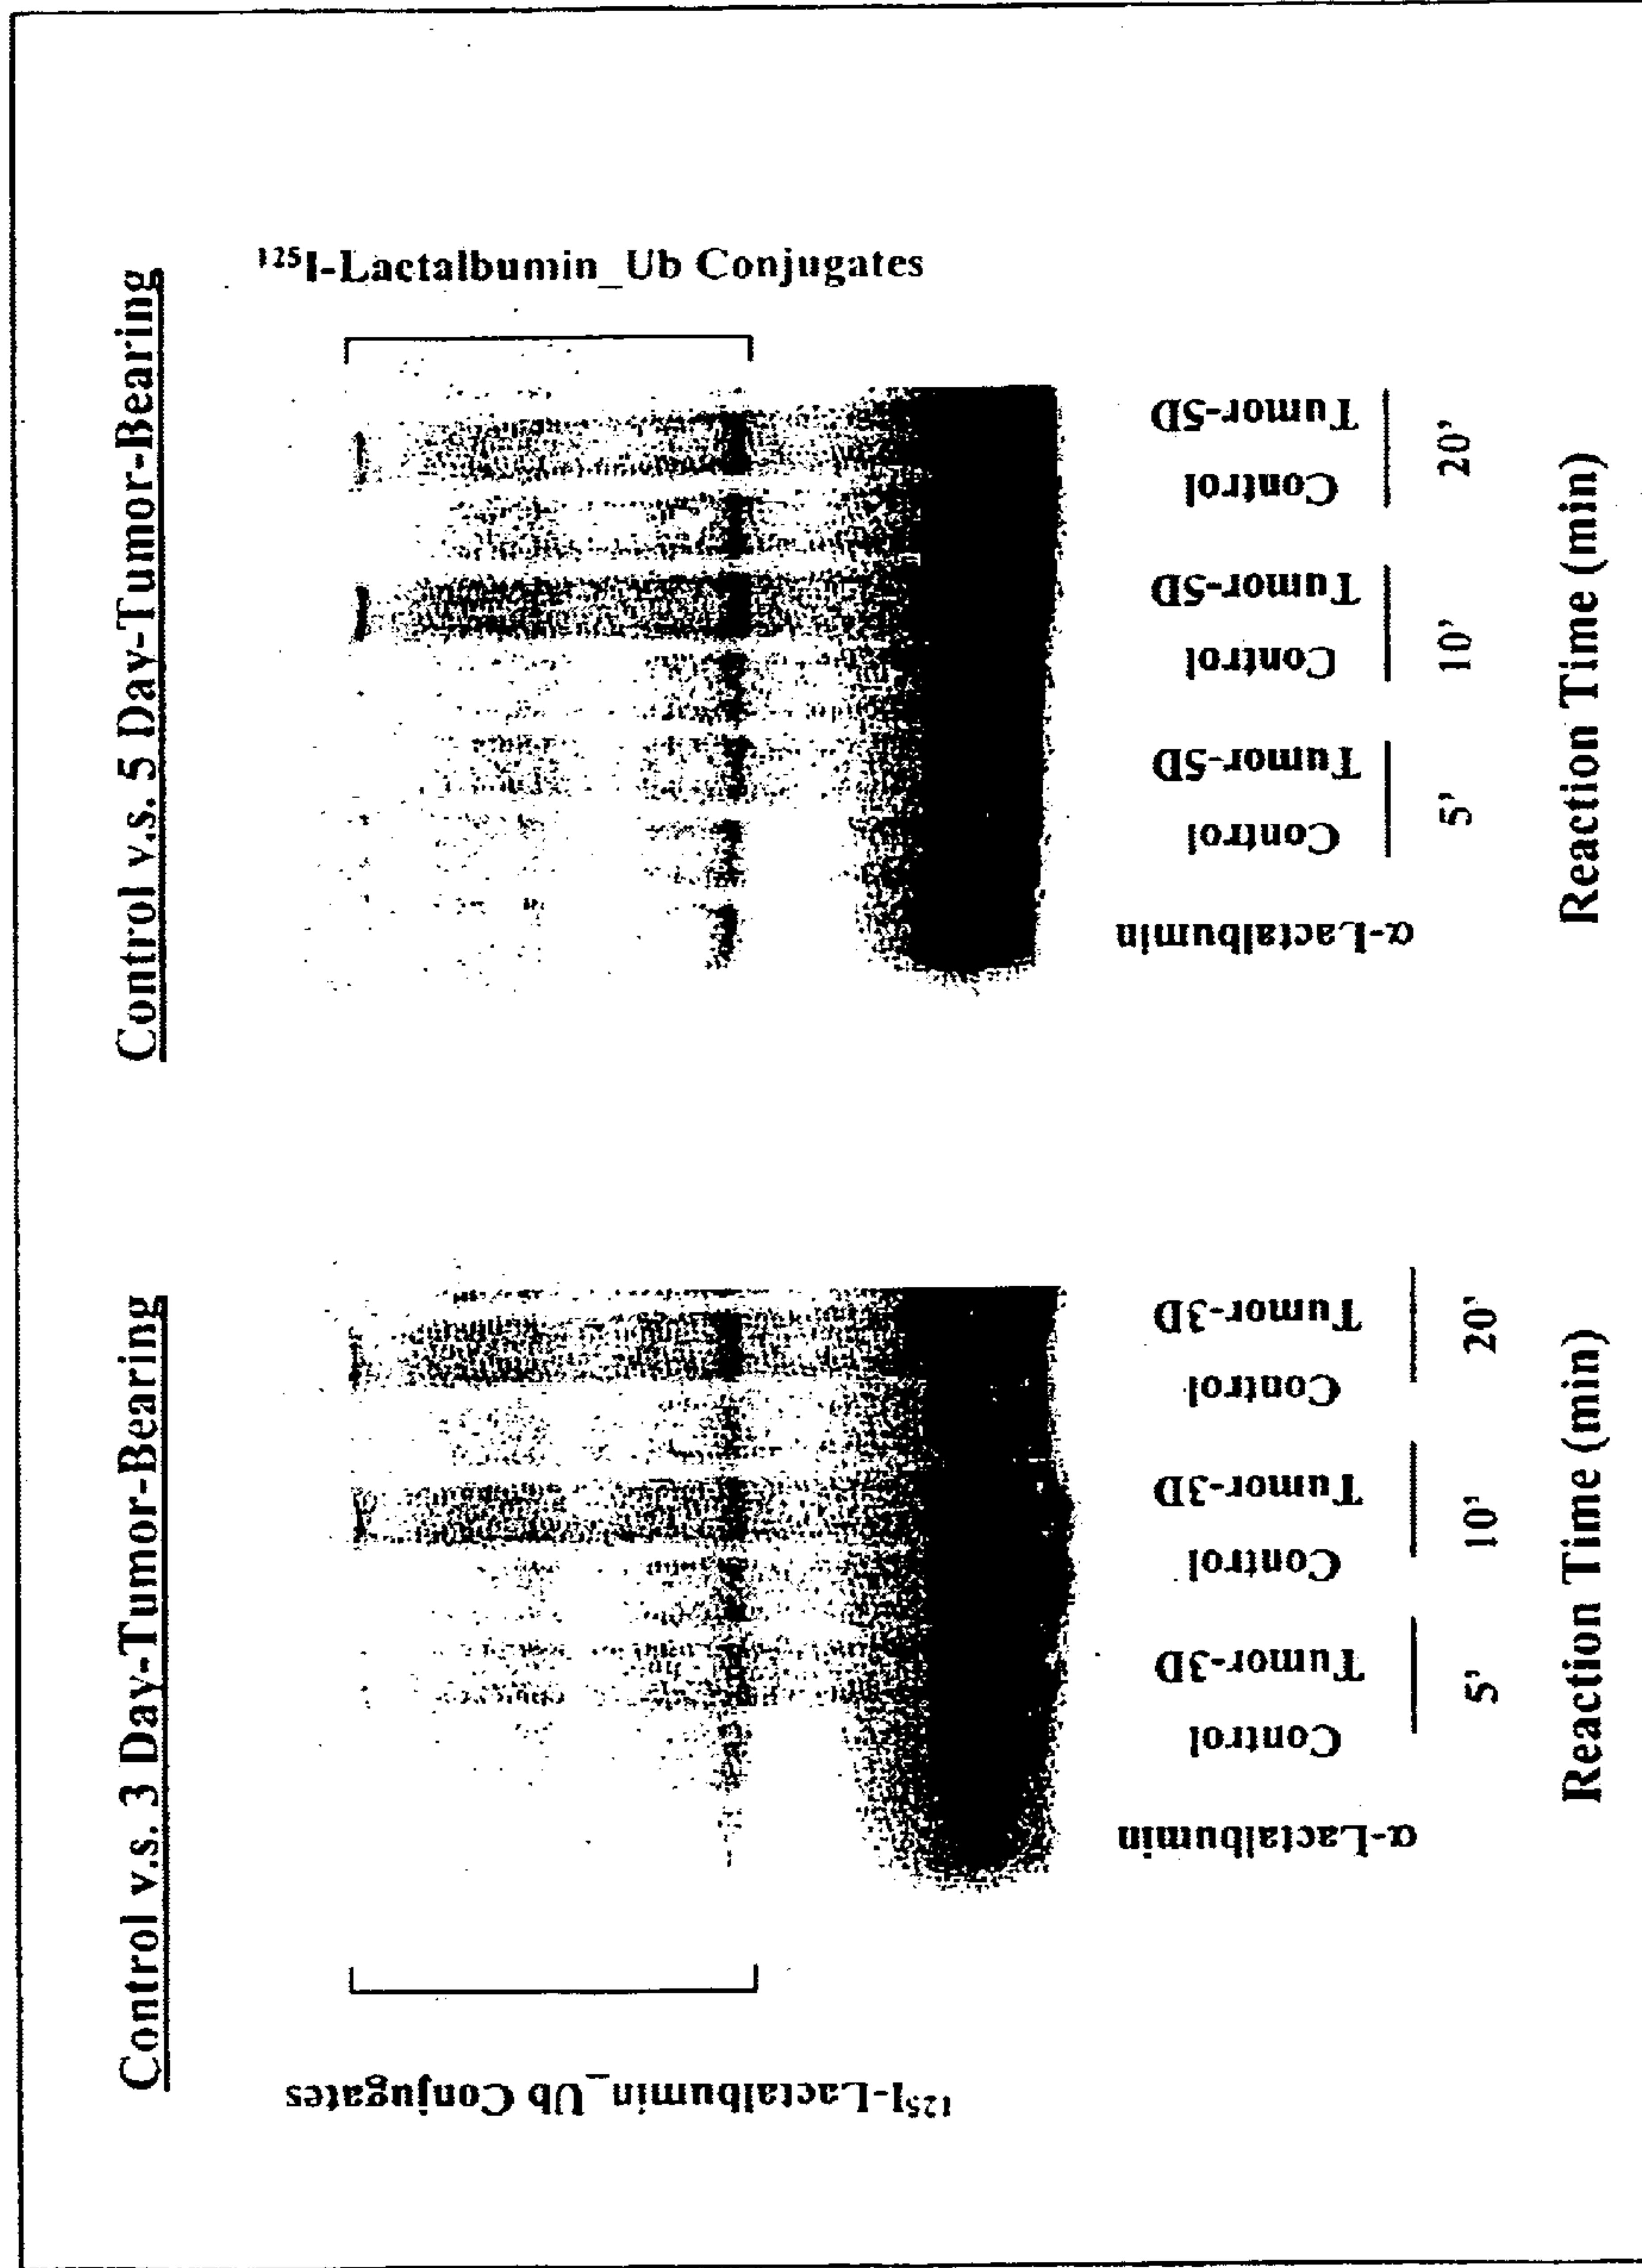 Control v.s. 3 Day-Tumor-Bearing
¹²⁵I-Lactalbumin_Ub Conjugates
α-Lactalbumin
Control
Tumor-3D
Control
Tumor-3D
Control
Tumor-3D
5'
10'
20'
Reaction Time (min)
Control v.s. 5 Day-Tumor-Bearing
¹²⁵I-Lactalbumin_Ub Conjugates
α-Lactalbumin
Control
Tumor-5D
Control
Tumor-5D
Control
Tumor-5D
5'
10'
20'
Reaction Time (min)